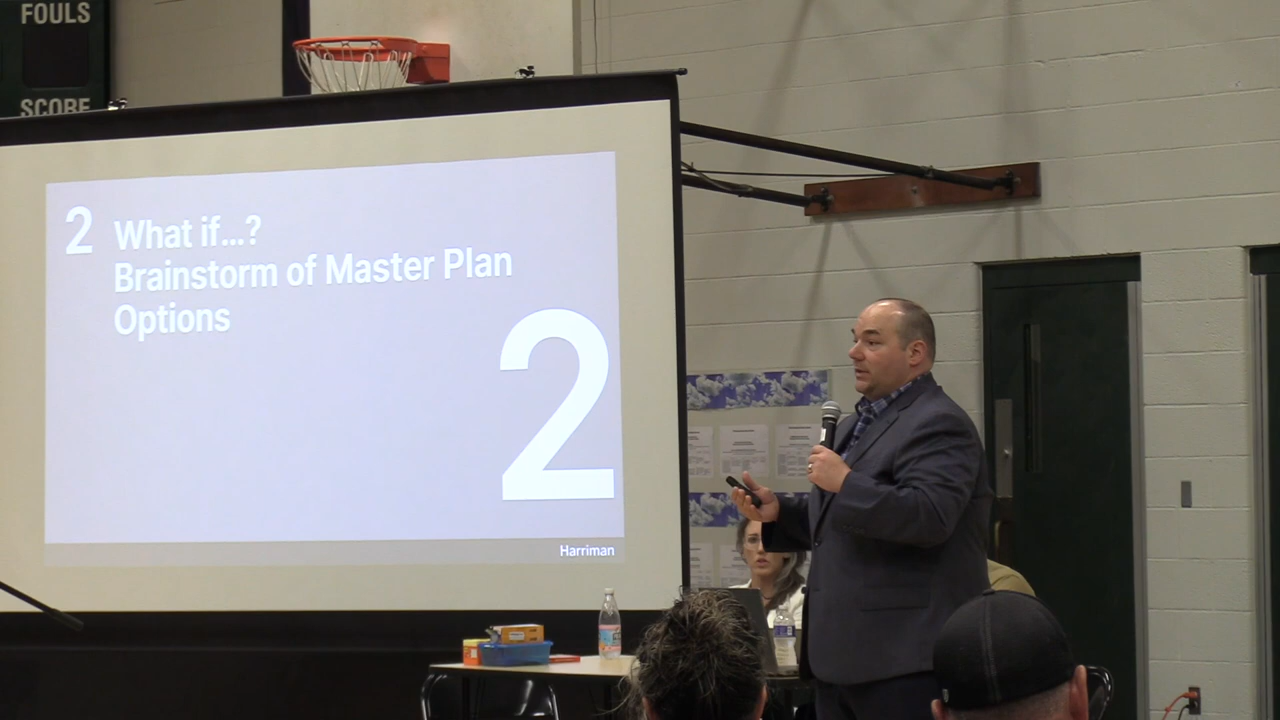 FOULS
SCORE
2 What if...?
Brainstorm of Master Plan
Options
2
Harriman